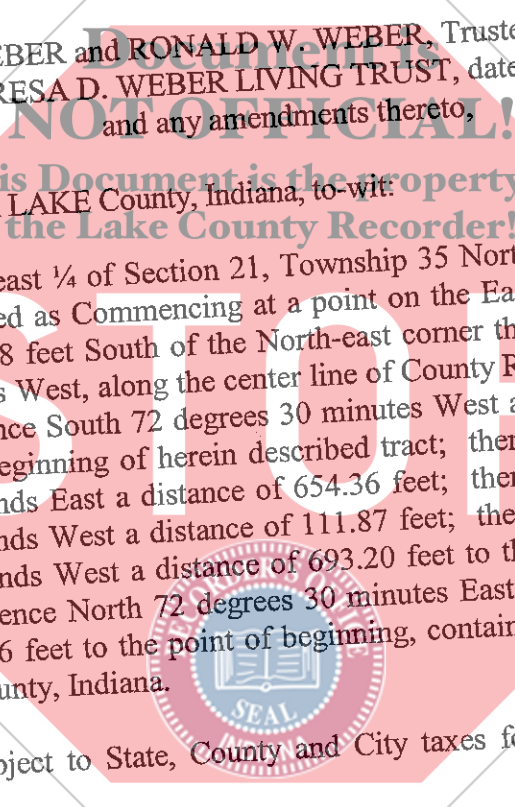 EBER and RONALD W. WEBER, Truste
Document is
RESA D. WEBER LIVING TRUST, date
NOT OFFICIAL!
and any amendments thereto,
is Document is the property
LAKE County, Indiana, to-wit:
the Lake County Recorder!
east ¼ of Section 21, Township 35 Nort
ed as Commencing at a point on the Ea
8 feet South of the North-east corner th
s West, along the center line of County R
STOP
nce South 72 degrees 30 minutes West a
eginning of herein described tract; ther
nds East a distance of 654.36 feet; ther
nds West a distance of 111.87 feet; the
nds West a distance of 693.20 feet to th
ence North 72 degrees 30 minutes East
6 feet to the point of beginning, contain
unty, Indiana.
RECORDER'S OFFICE
SEAL
INDIANA
bject to State, County and City taxes fo